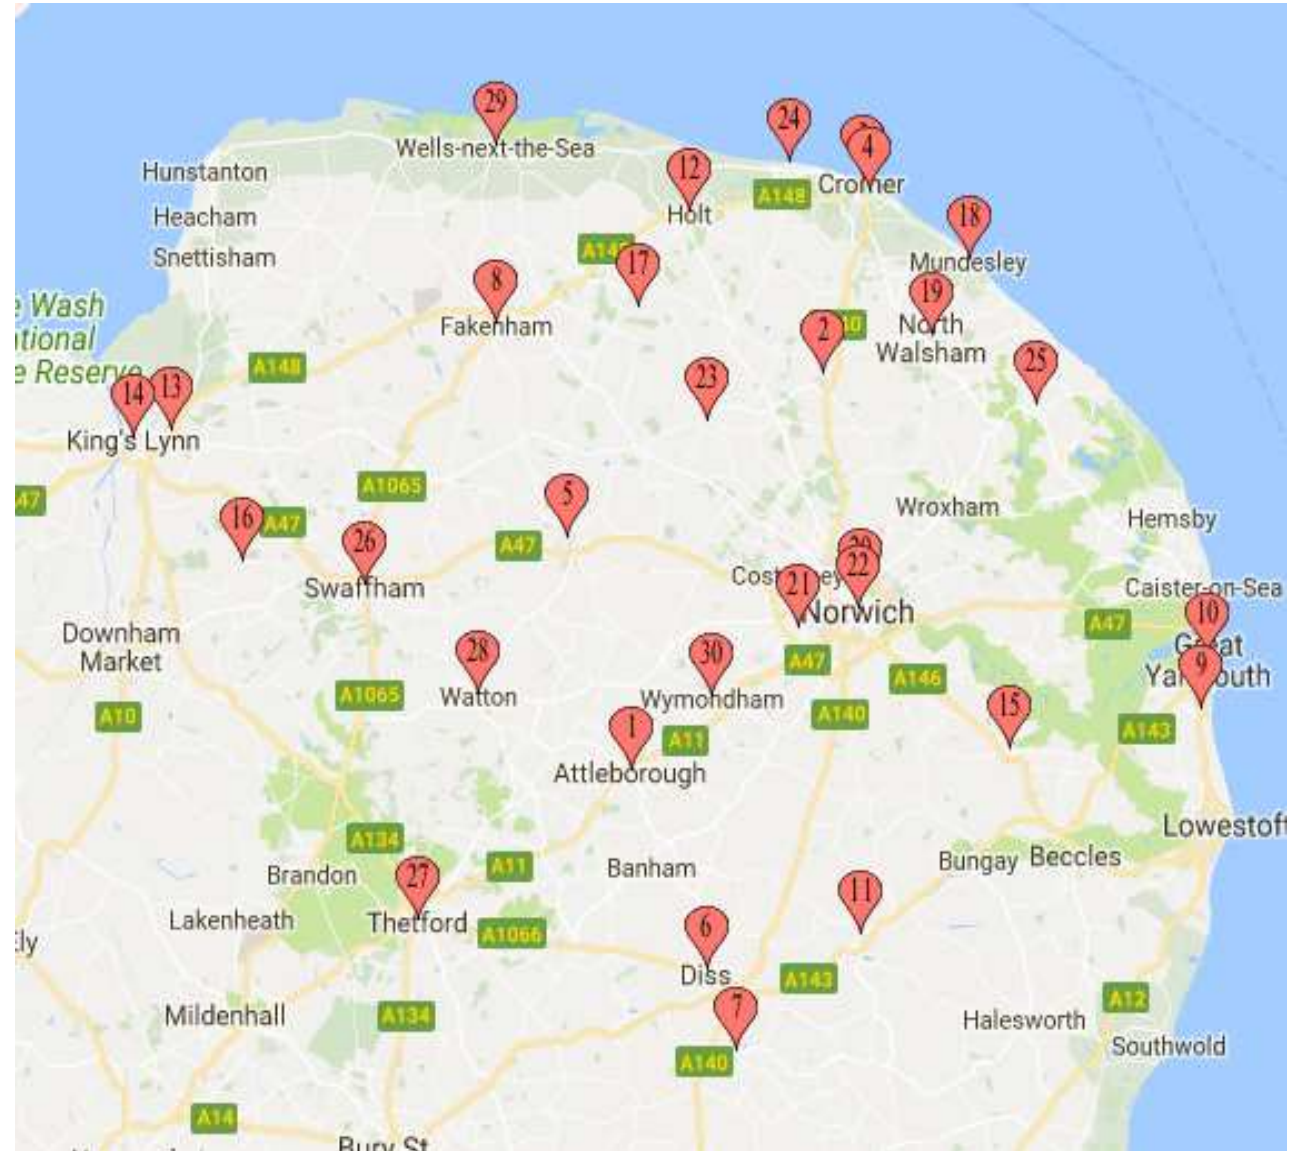 29
24
4
Wells-next-the-Sea
12
Hunstanton
Cromer
A148
Heacham
Holt
18
Snettisham
17
Mundesley
8
19
e Wash
tional
e Reserve
Fakenham
2
North
Walsham
A148
25
14
13
23
King's Lynn
A1065
47
5
Wroxham
Hemsby
16
A47
26
A47
22
Swaffham
21
Caister-on-Sea
Norwich
10
A47
Downham
Market
28
30
A47
9
A146
Watton
Wymondham
A1065
15
A10
1
A11
A140
A143
Attleborough
Lowestoft
A134
Brandon
27
A11
Banham
Bungay
Beccles
11
Lakenheath
Thetford
A1066
6
Ely
Diss
A143
A12
Mildenhall
A134
7
Halesworth
Southwold
A140
A14
Bury St